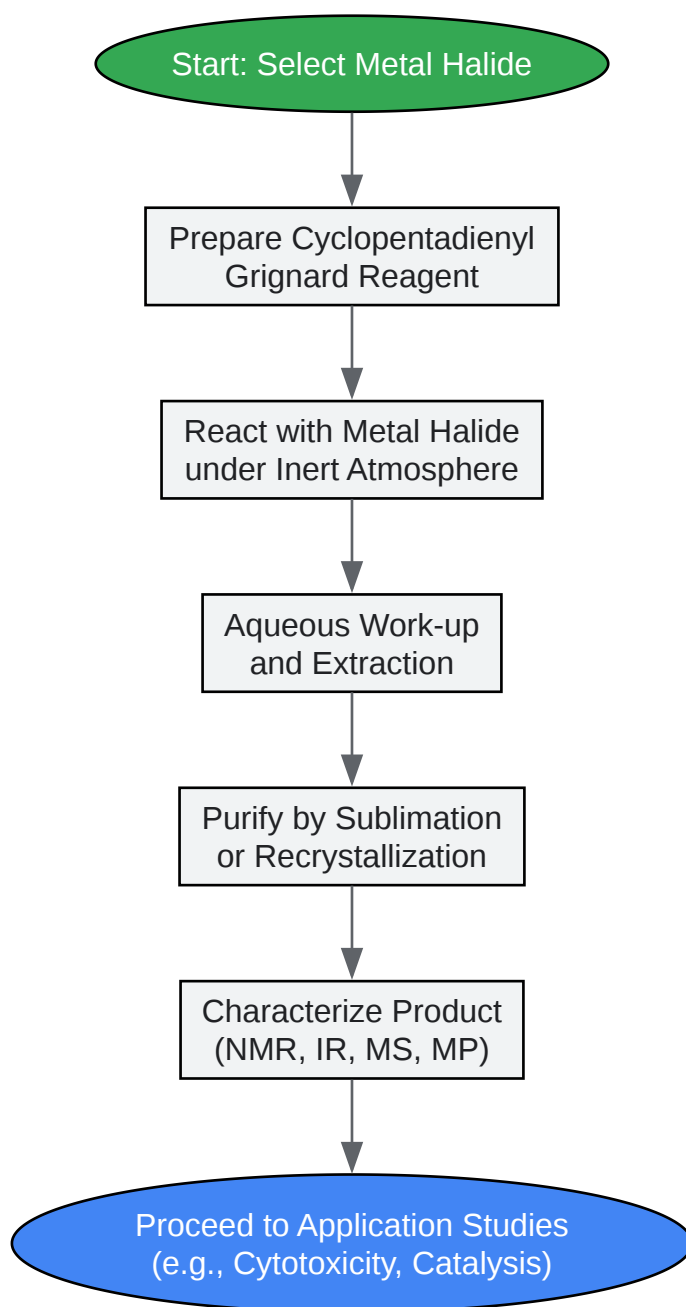 Start: Select Metal Halide
Prepare Cyclopentadienyl
Grignard Reagent
React with Metal Halide
under Inert Atmosphere
Aqueous Work-up
and Extraction
Purify by Sublimation
or Recrystallization
Characterize Product
(NMR, IR, MS, MP)
Proceed to Application Studies
(e.g., Cytotoxicity, Catalysis)